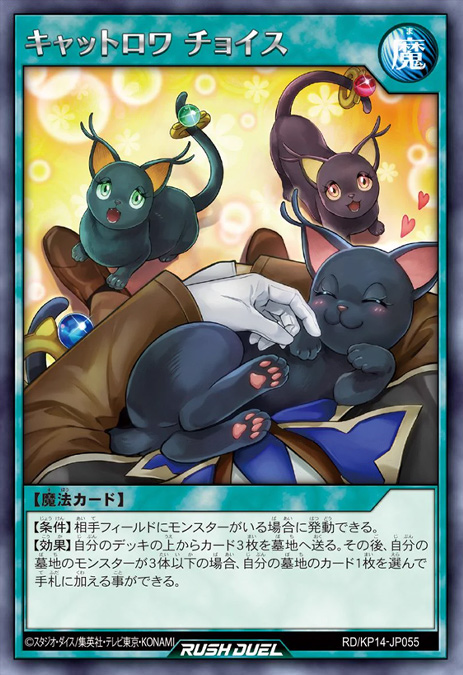 キャットロワ チョイス
魔
ま
【魔法カード】
【条件】相手フィールドにモンスターがいる場合に発動できる。
【効果】自分のデッキの上からカード3枚を墓地へ送る。その後、自分の
墓地のモンスターが3体以下の場合、自分の墓地のカード1枚を選んで
手札に加える事ができる。
©スタジオ・ダイス/集英社・テレビ東京・KONAMI
RUSH DUEL
RD/KP14-JP055